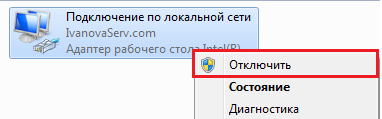 Подключение по локальной сети
IvanovaServ.com
Адаптер рабочего стола Intel(R)
Отключить
Состояние
Диагностика